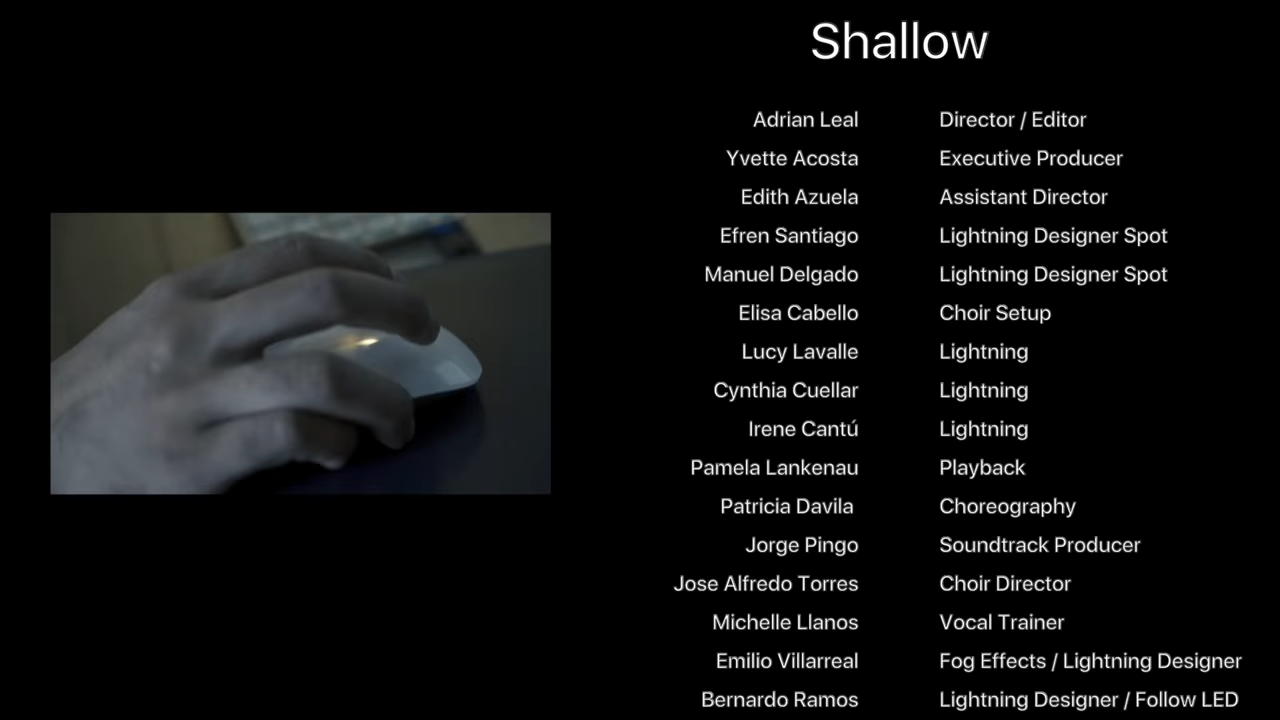 Shallow
Adrian Leal Director / Editor
Yvette Acosta Executive Producer
Edith Azuela Assistant Director
Efren Santiago Lightning Designer Spot
Manuel Delgado Lightning Designer Spot
Elisa Cabello Choir Setup
Lucy Lavalle Lightning
Cynthia Cuellar Lightning
Irene Cantú Lightning
Pamela Lankenau Playback
Patricia Davila Choreography
Jorge Pingo Soundtrack Producer
Jose Alfredo Torres Choir Director
Michelle Llanos Vocal Trainer
Emilio Villarreal Fog Effects / Lightning Designer
Bernardo Ramos Lightning Designer / Follow LED